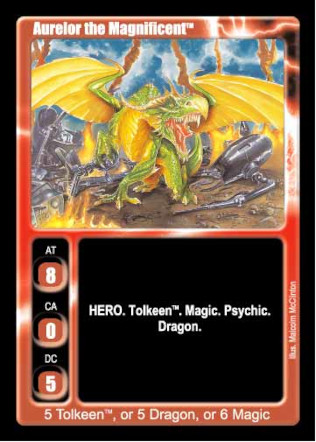 Aurelor the Magnificent™
AT
8
CA
0
DC
5
HERO. Tolkeen™. Magic. Psychic.
Dragon.
Illus. Malcolm McClinton
5 Tolkeen™, or 5 Dragon, or 6 Magic